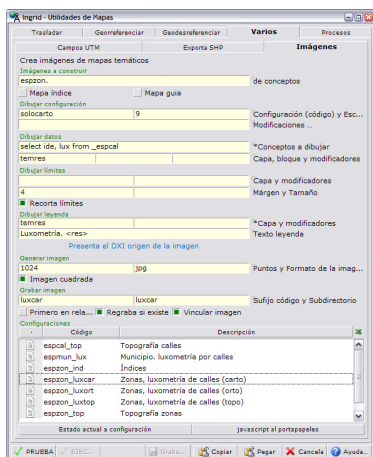 Ingrid - Utilidades de Mapas
Trasladar Georreferenciar Geodesreferenciar Varios Procesos
Campos UTM Exporta SHP Imágenes
Crea imágenes de mapas temáticos
Imágenes a construir
espzon. de conceptos
Mapa índice Mapa guia
Dibujar configuración
solocarto 9 Configuración (código) y Esc...
Modificaciones ...
Dibujar datos
select ide, lux from _espcal *Conceptos a dibujar
temres Capa, bloque y modificadores
Dibujar límites
Capa y modificadores
4 Márgen y Tamaño
Recorta límites
Dibujar leyenda
temres *Capa y modificadores
Luxometría. <res> Texto leyenda
Presenta el DXI origen de la imagen
Generar imagen
1024 jpg Puntos y Formato de la imag...
Imagen cuadrada
Grabar imagen
luxcar luxcar Sufijo código y Subdirectorio
Primero en rela... Regraba si existe Vincular imagen
Configuraciones
Código Descripción
espcal_top Topografía calles
espmun_lux Municipio. luxometría por calles
espzon_ind Índices
espzon_luxcar Zonas, luxometría de calles (carto)
espzon_luxort Zonas, luxometría de calles (orto)
espzon_luxtop Zonas, luxometría de calles (topo)
espzon_top Topografía zonas
Estado actual a configuración javascript al portapapeles
PRUEBA EJEC... Graba... Copiar Pegar Cancela Ayuda..